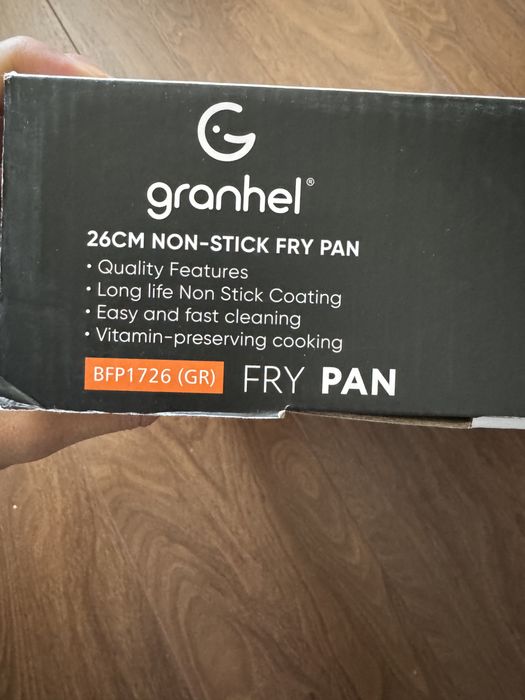 granhel®
26CM NON-STICK FRY PAN
• Quality Features
• Long life Non Stick Coating
• Easy and fast cleaning
• Vitamin-preserving cooking
BFP1726 (GR) FRY PAN